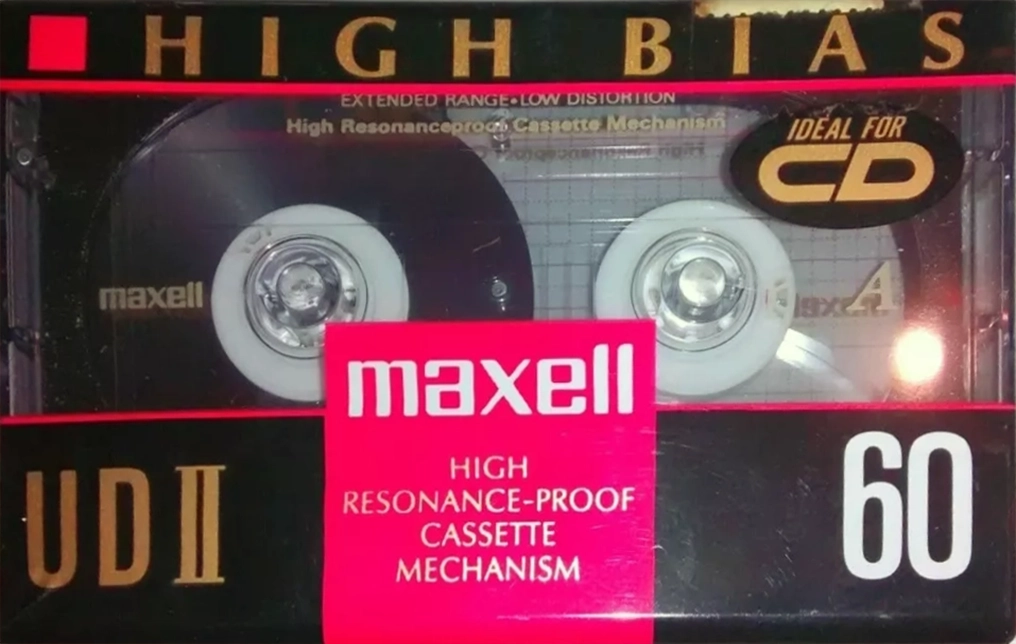 HIGH BIAS
EXTENDED RANGE•LOW DISTORTION
High Resonanceproof Cassette Mechanism
IDEAL FOR
CD
maxell
A
maxell
HIGH
RESONANCE-PROOF
CASSETTE
MECHANISM
UD II
60